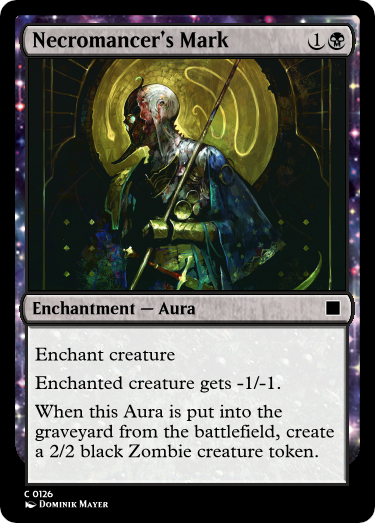 Necromancer's Mark 1
Enchantment — Aura
Enchant creature
Enchanted creature gets -1/-1.
When this Aura is put into the
graveyard from the battlefield, create
a 2/2 black Zombie creature token.
C 0126
Dominik Mayer